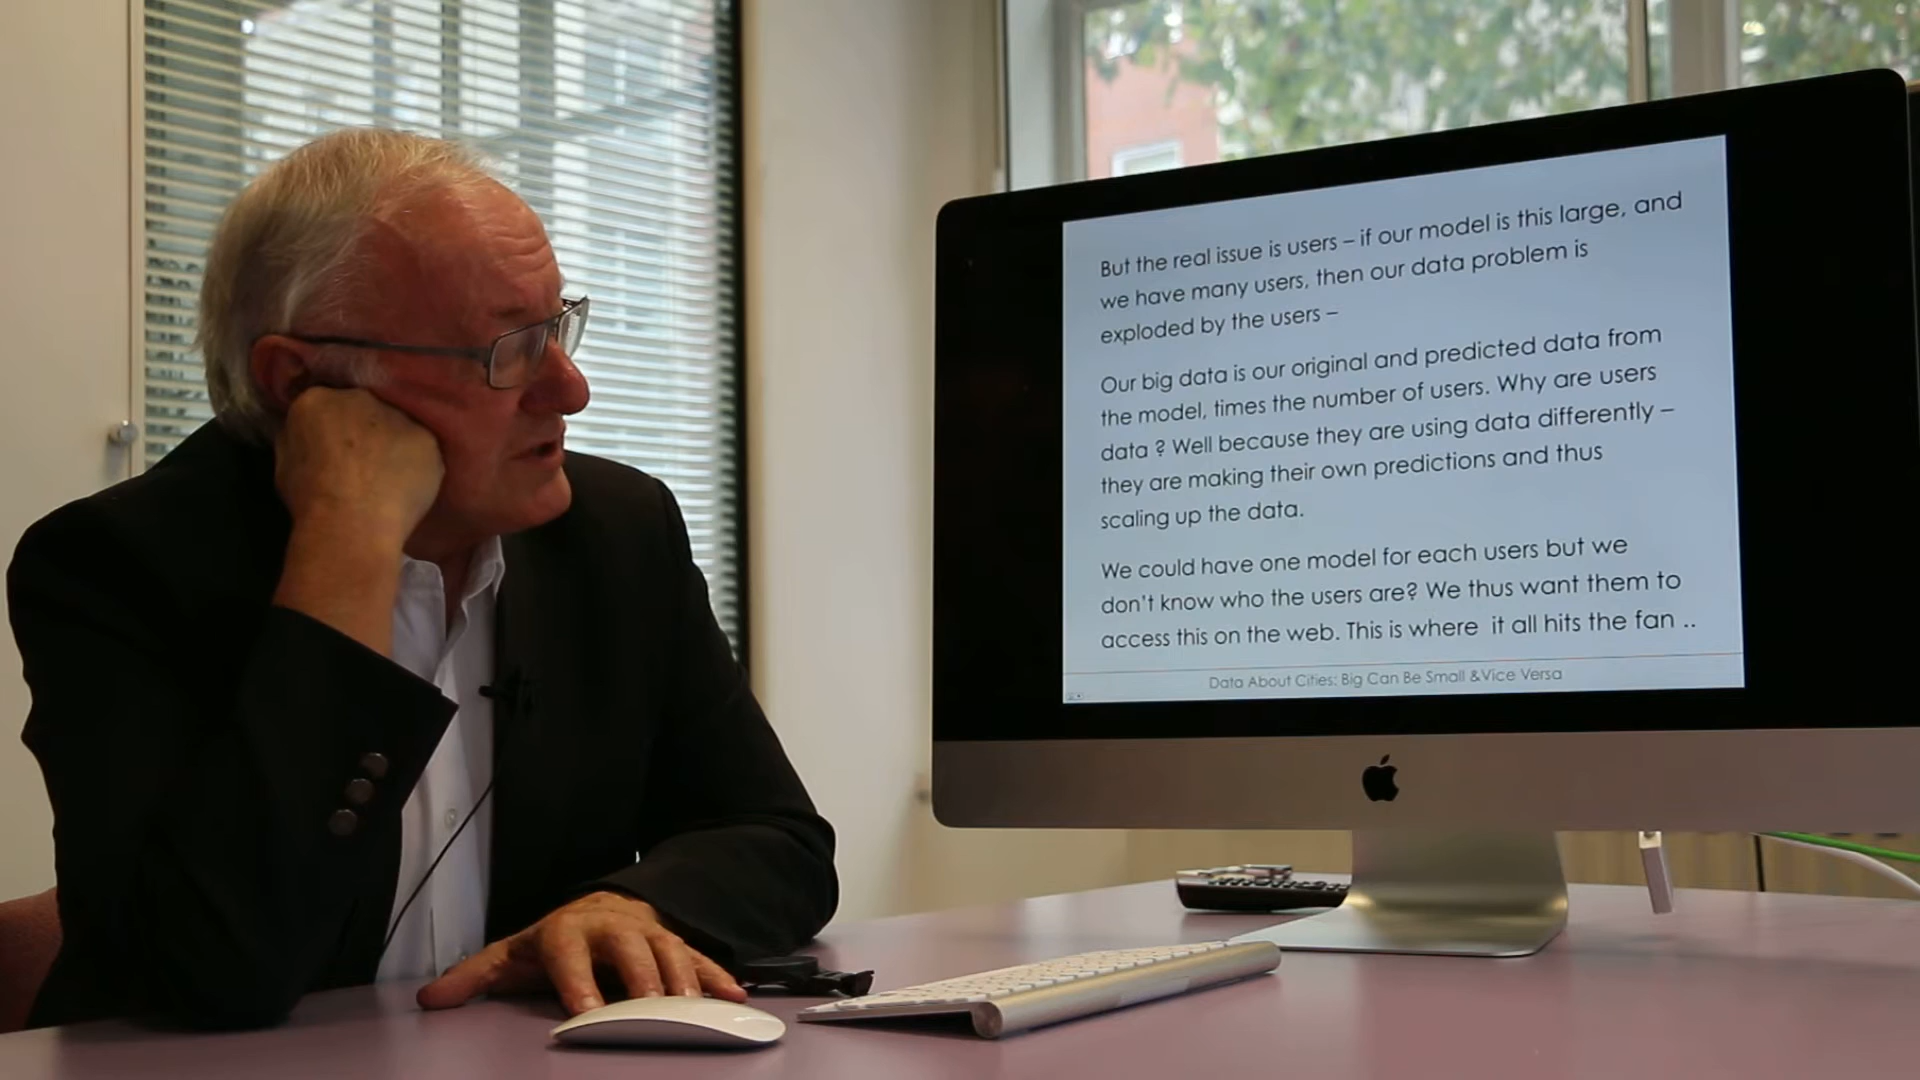 But the real issue is users – if our model is this large, and
we have many users, then our data problem is
exploded by the users –
Our big data is our original and predicted data from
the model, times the number of users. Why are users
data ? Well because they are using data differently –
they are making their own predictions and thus
scaling up the data.
We could have one model for each users but we
don't know who the users are? We thus want them to
access this on the web. This is where it all hits the fan ..
Data About Cities: Big Can Be Small &Vice Versa